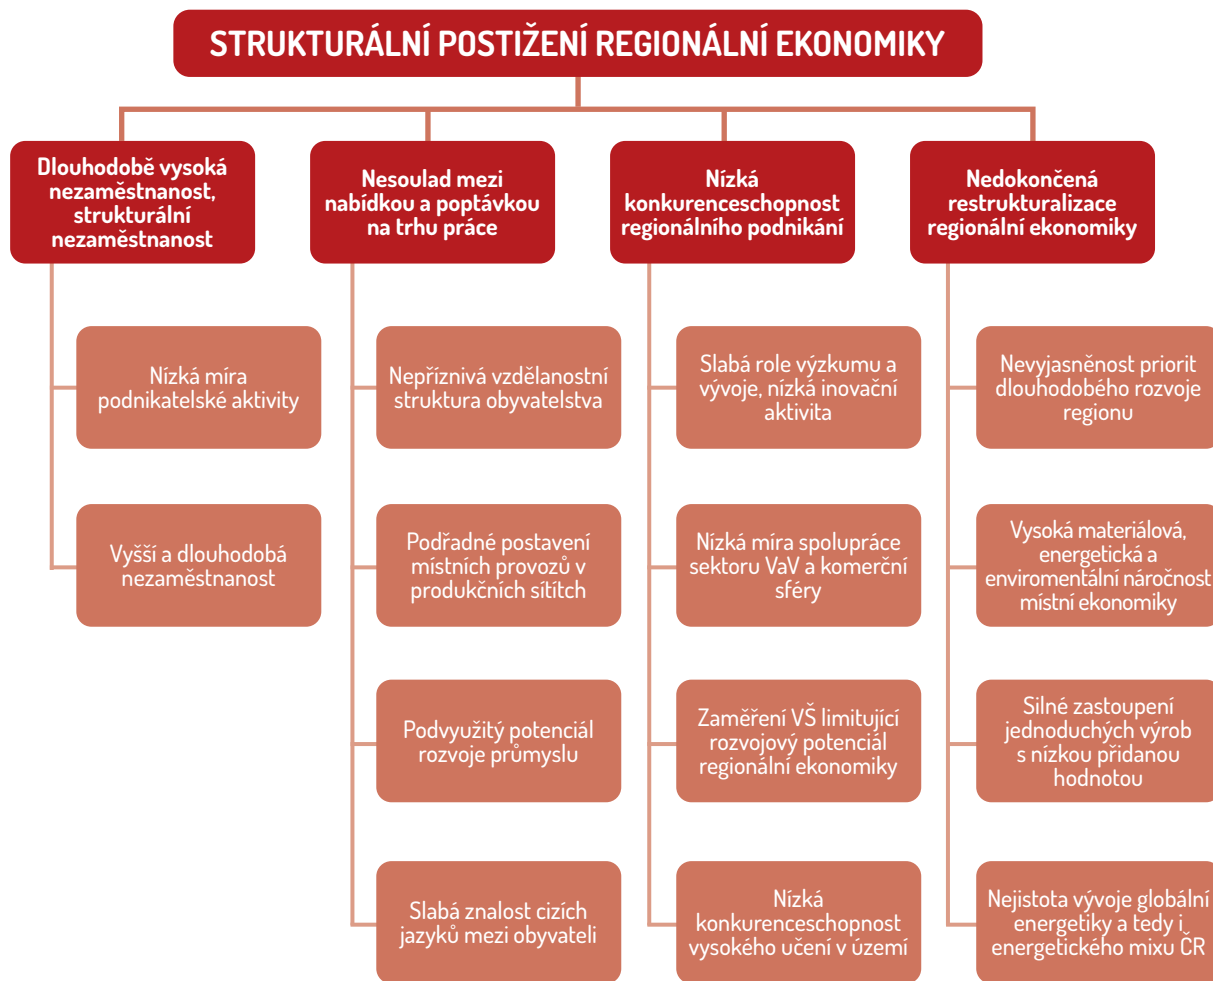 STRUKTURÁLNÍ POSTIŽENÍ REGIONÁLNÍ EKONOMIKY
Dlouhodobě vysoká
nezaměstnanost,
strukturální
nezaměstnanost
Nízká míra
podnikatelské aktivity
Vyšší a dlouhodobá
nezaměstnanost
Nesoulad mezi
nabídkou a poptávkou
na trhu práce
Nepříznivá vzdělanostní
struktura obyvatelstva
Podřadné postavení
místních provozů v
produkčních sítítch
Podvyužitý potenciál
rozvoje průmyslu
Slabá znalost cizích
jazyků mezi obyvateli
Nízká
konkurenceschopnost
regionálního podnikání
Slabá role výzkumu a
vývoje, nízká inovační
aktivita
Nízká míra spolupráce
sektoru VaV a komerční
sféry
Zaměření VŠ limitující
rozvojový potenciál
regionální ekonomiky
Nízká
konkurenceschopnost
vysokého učení v území
Nedokončená
restrukturalizace
regionální ekonomiky
Nevyjasněnost priorit
dlouhodobého rozvoje
regionu
Vysoká materiálová,
energetická a
enviromentální náročnost
místní ekonomiky
Silné zastoupení
jednoduchých výrob
s nízkou přidanou
hodnotou
Nejistota vývoje globální
energetiky a tedy i
energetického mixu ČR